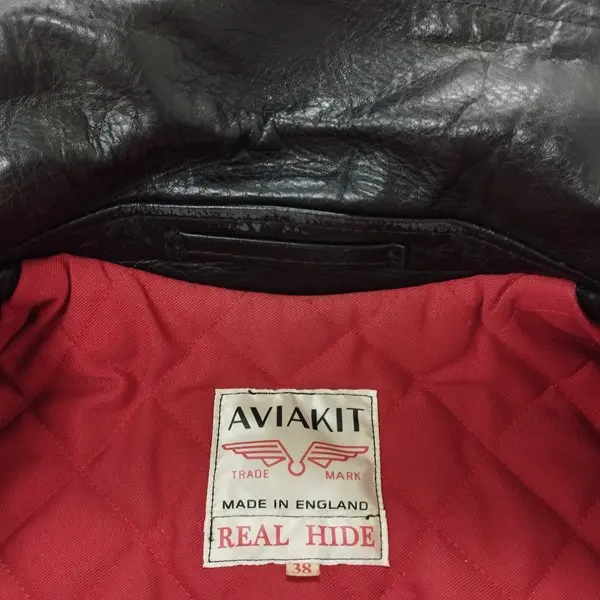 AVIAKIT
TRADE MARK
MADE IN ENGLAND
REAL HIDE
38